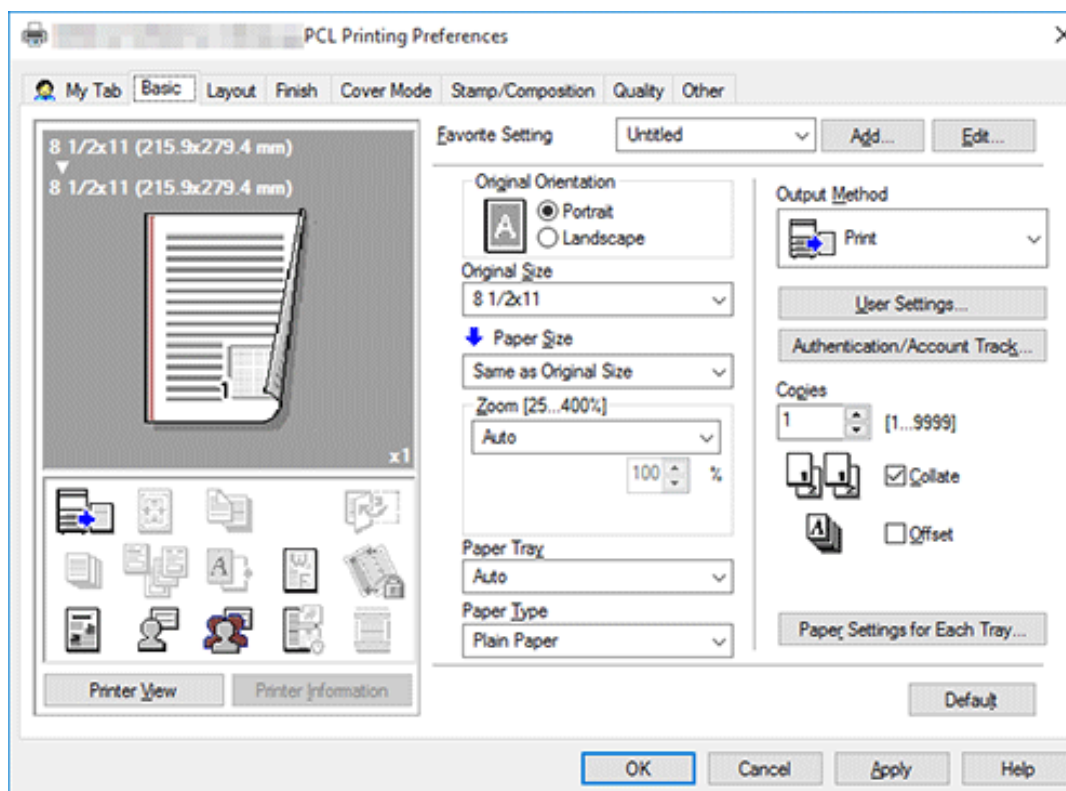 PCL Printing Preferences
My Tab Basic Layout Finish Cover Mode Stamp/Composition Quality Other
8 1/2x11 (215.9x279.4 mm)
8 1/2x11 (215.9x279.4 mm)
1
x1
Printer View Printer Information
Favorite Setting Untitled Add... Edit...
Original Orientation
A
Portrait
Landscape
Original Size
8 1/2x11
Paper Size
Same as Original Size
Zoom [25...400%]
Auto
100 %
Paper Tray
Auto
Paper Type
Plain Paper
Output Method
Print
User Settings...
Authentication/Account Track...
Copies
1 [1...9999]
Collate
Offset
Paper Settings for Each Tray...
Default
OK Cancel Apply Help